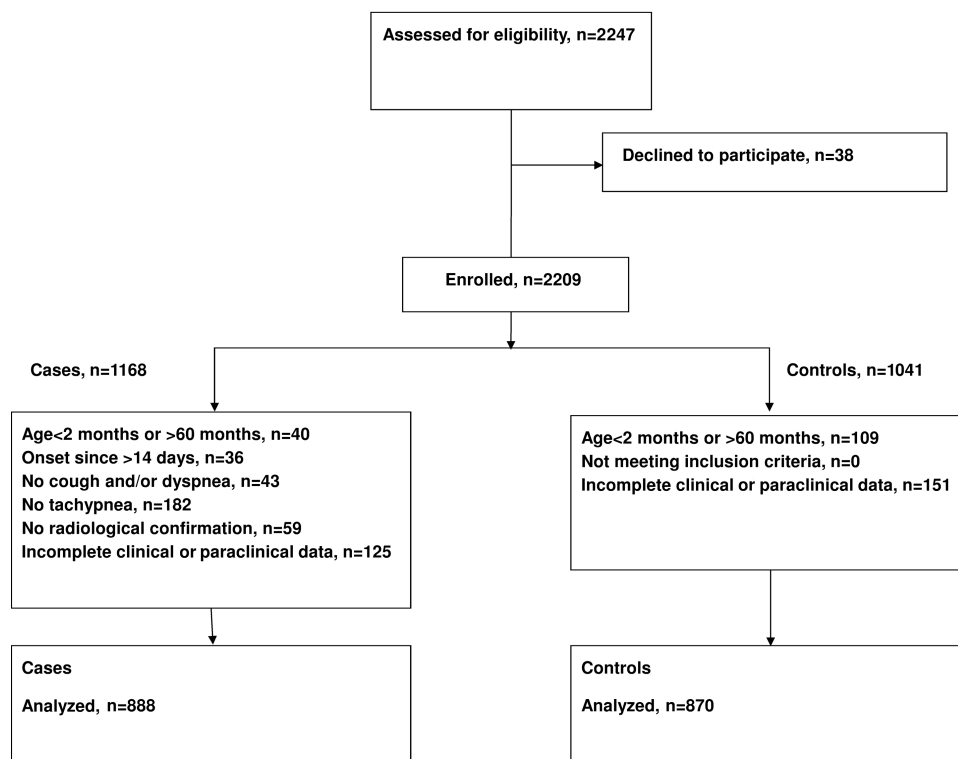 Assessed for eligibility, n=2247
Declined to participate, n=38
Enrolled, n=2209
Cases, n=1168
Controls, n=1041
Age<2 months or >60 months, n=40
Onset since >14 days, n=36
No cough and/or dyspnea, n=43
No tachypnea, n=182
No radiological confirmation, n=59
Incomplete clinical or paraclinical data, n=125
Age<2 months or >60 months, n=109
Not meeting inclusion criteria, n=0
Incomplete clinical or paraclinical data, n=151
Cases
Analyzed, n=888
Controls
Analyzed, n=870